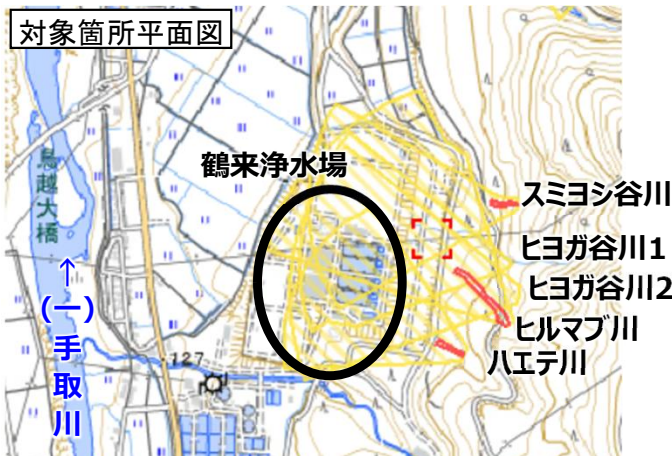 対象箇所平面図
鶴来浄水場
スミヨシ谷川
ヒヨガ谷川1
ヒヨガ谷川2
ヒルマブ川
ハエテ川
鳥越大橋
↑(一)手取川
・127